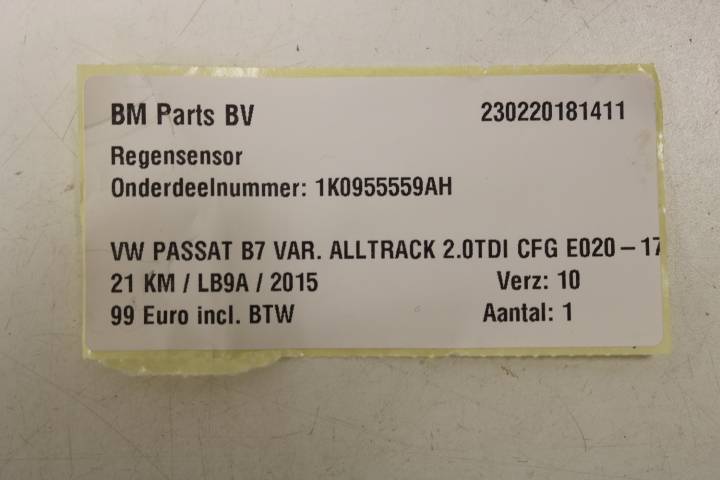 BM Parts BV 230220181411
Regensensor
Onderdeelnummer: 1K0955559AH
VW PASSAT B7 VAR. ALLTRACK 2.0TDI CFG E020-17
21 KM / LB9A / 2015 Verz: 10
99 Euro incl. BTW Aantal: 1